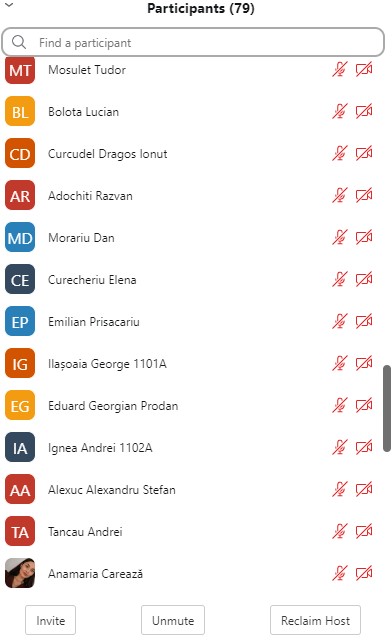 Participants (79)
Find a participant
MT Mosulet Tudor
BL Bolota Lucian
CD Curcudel Dragos Ionut
AR Adochiti Razvan
MD Morariu Dan
CE Curecheriu Elena
EP Emilian Prisacariu
IG Ilașoaia George 1101A
EG Eduard Georgian Prodan
IA Ignea Andrei 1102A
AA Alexuc Alexandru Stefan
TA Tancau Andrei
Anamaria Carează
Invite Unmute Reclaim Host